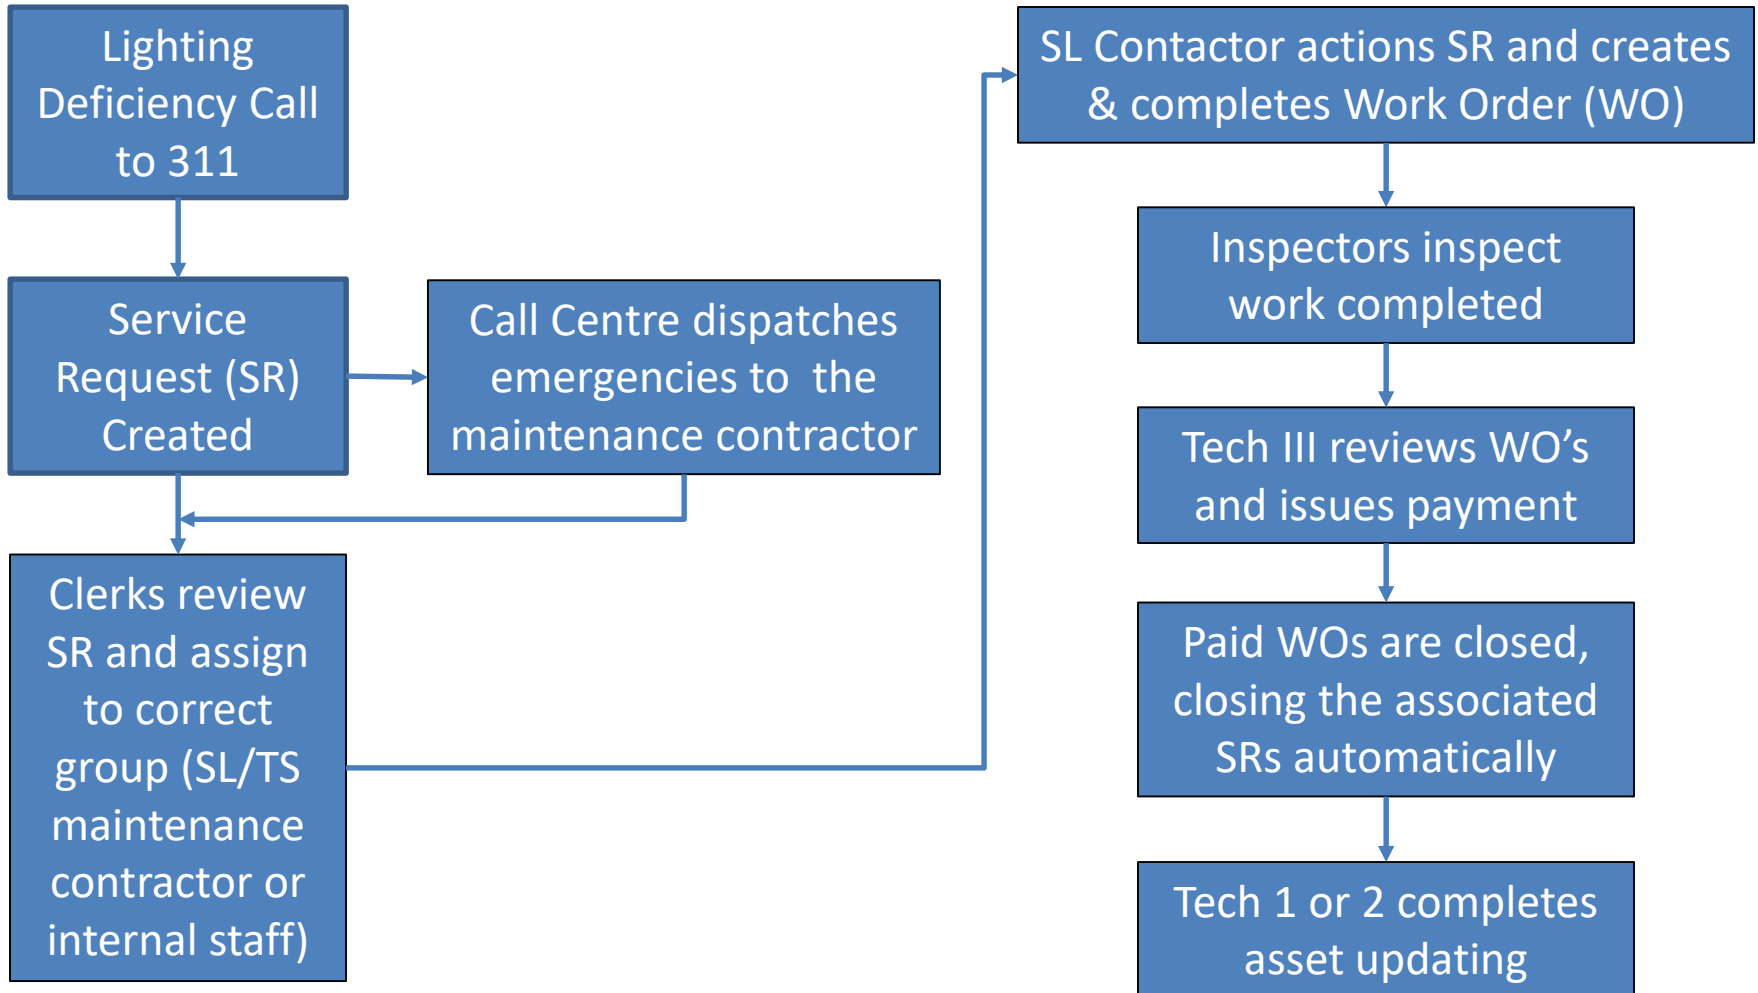 Lighting
Deficiency Call
to 311
Service
Request (SR)
Created
Call Centre dispatches
emergencies to  the
maintenance contractor
Clerks review
SR and assign
to correct
group (SL/TS
maintenance
contractor or
internal staff)
SL Contactor actions SR and creates
& completes Work Order (WO)
Inspectors inspect
work completed
Tech III reviews WO’s
and issues payment
Paid WOs are closed,
closing the associated
SRs automatically
Tech 1 or 2 completes
asset updating